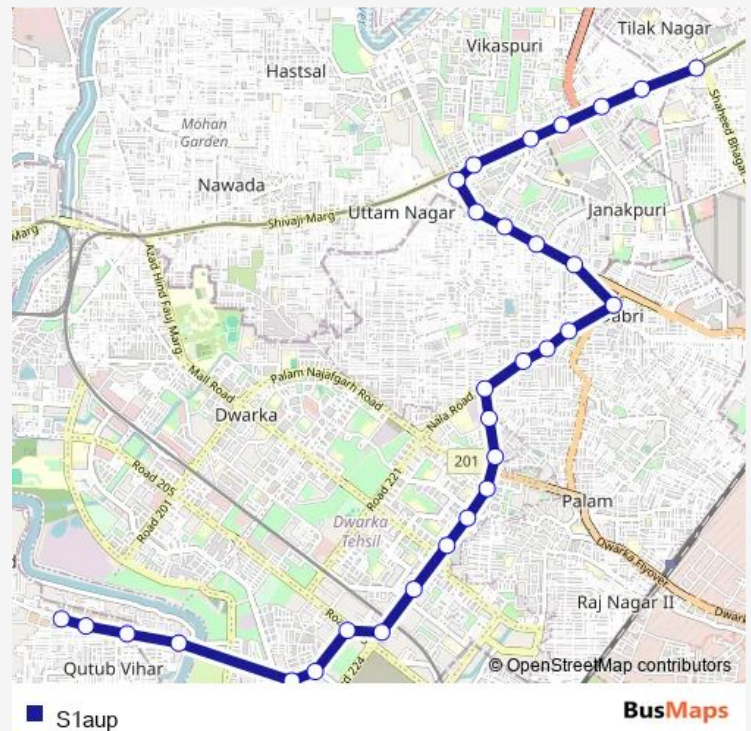 Tilak Nagar
Vikaspuri
Hastsal
Mohan
Garden
Shaheed Bhagat
Nawada
Shivaji Marg
Uttam Nagar
Janakpuri
Marg
Azad Hind Fauj Marg
Dabri
Mall Road
Palam Najafgarh Road
Dwarka
Nala Road
201
Road 205
Road 201
Road 221
Palam
Dwarka
Tehsil
Dwarka Flyover
Raj Nagar II
Dwark
Road 224
Qutub Vihar
© OpenStreetMap contributors
S1aup
BusMaps